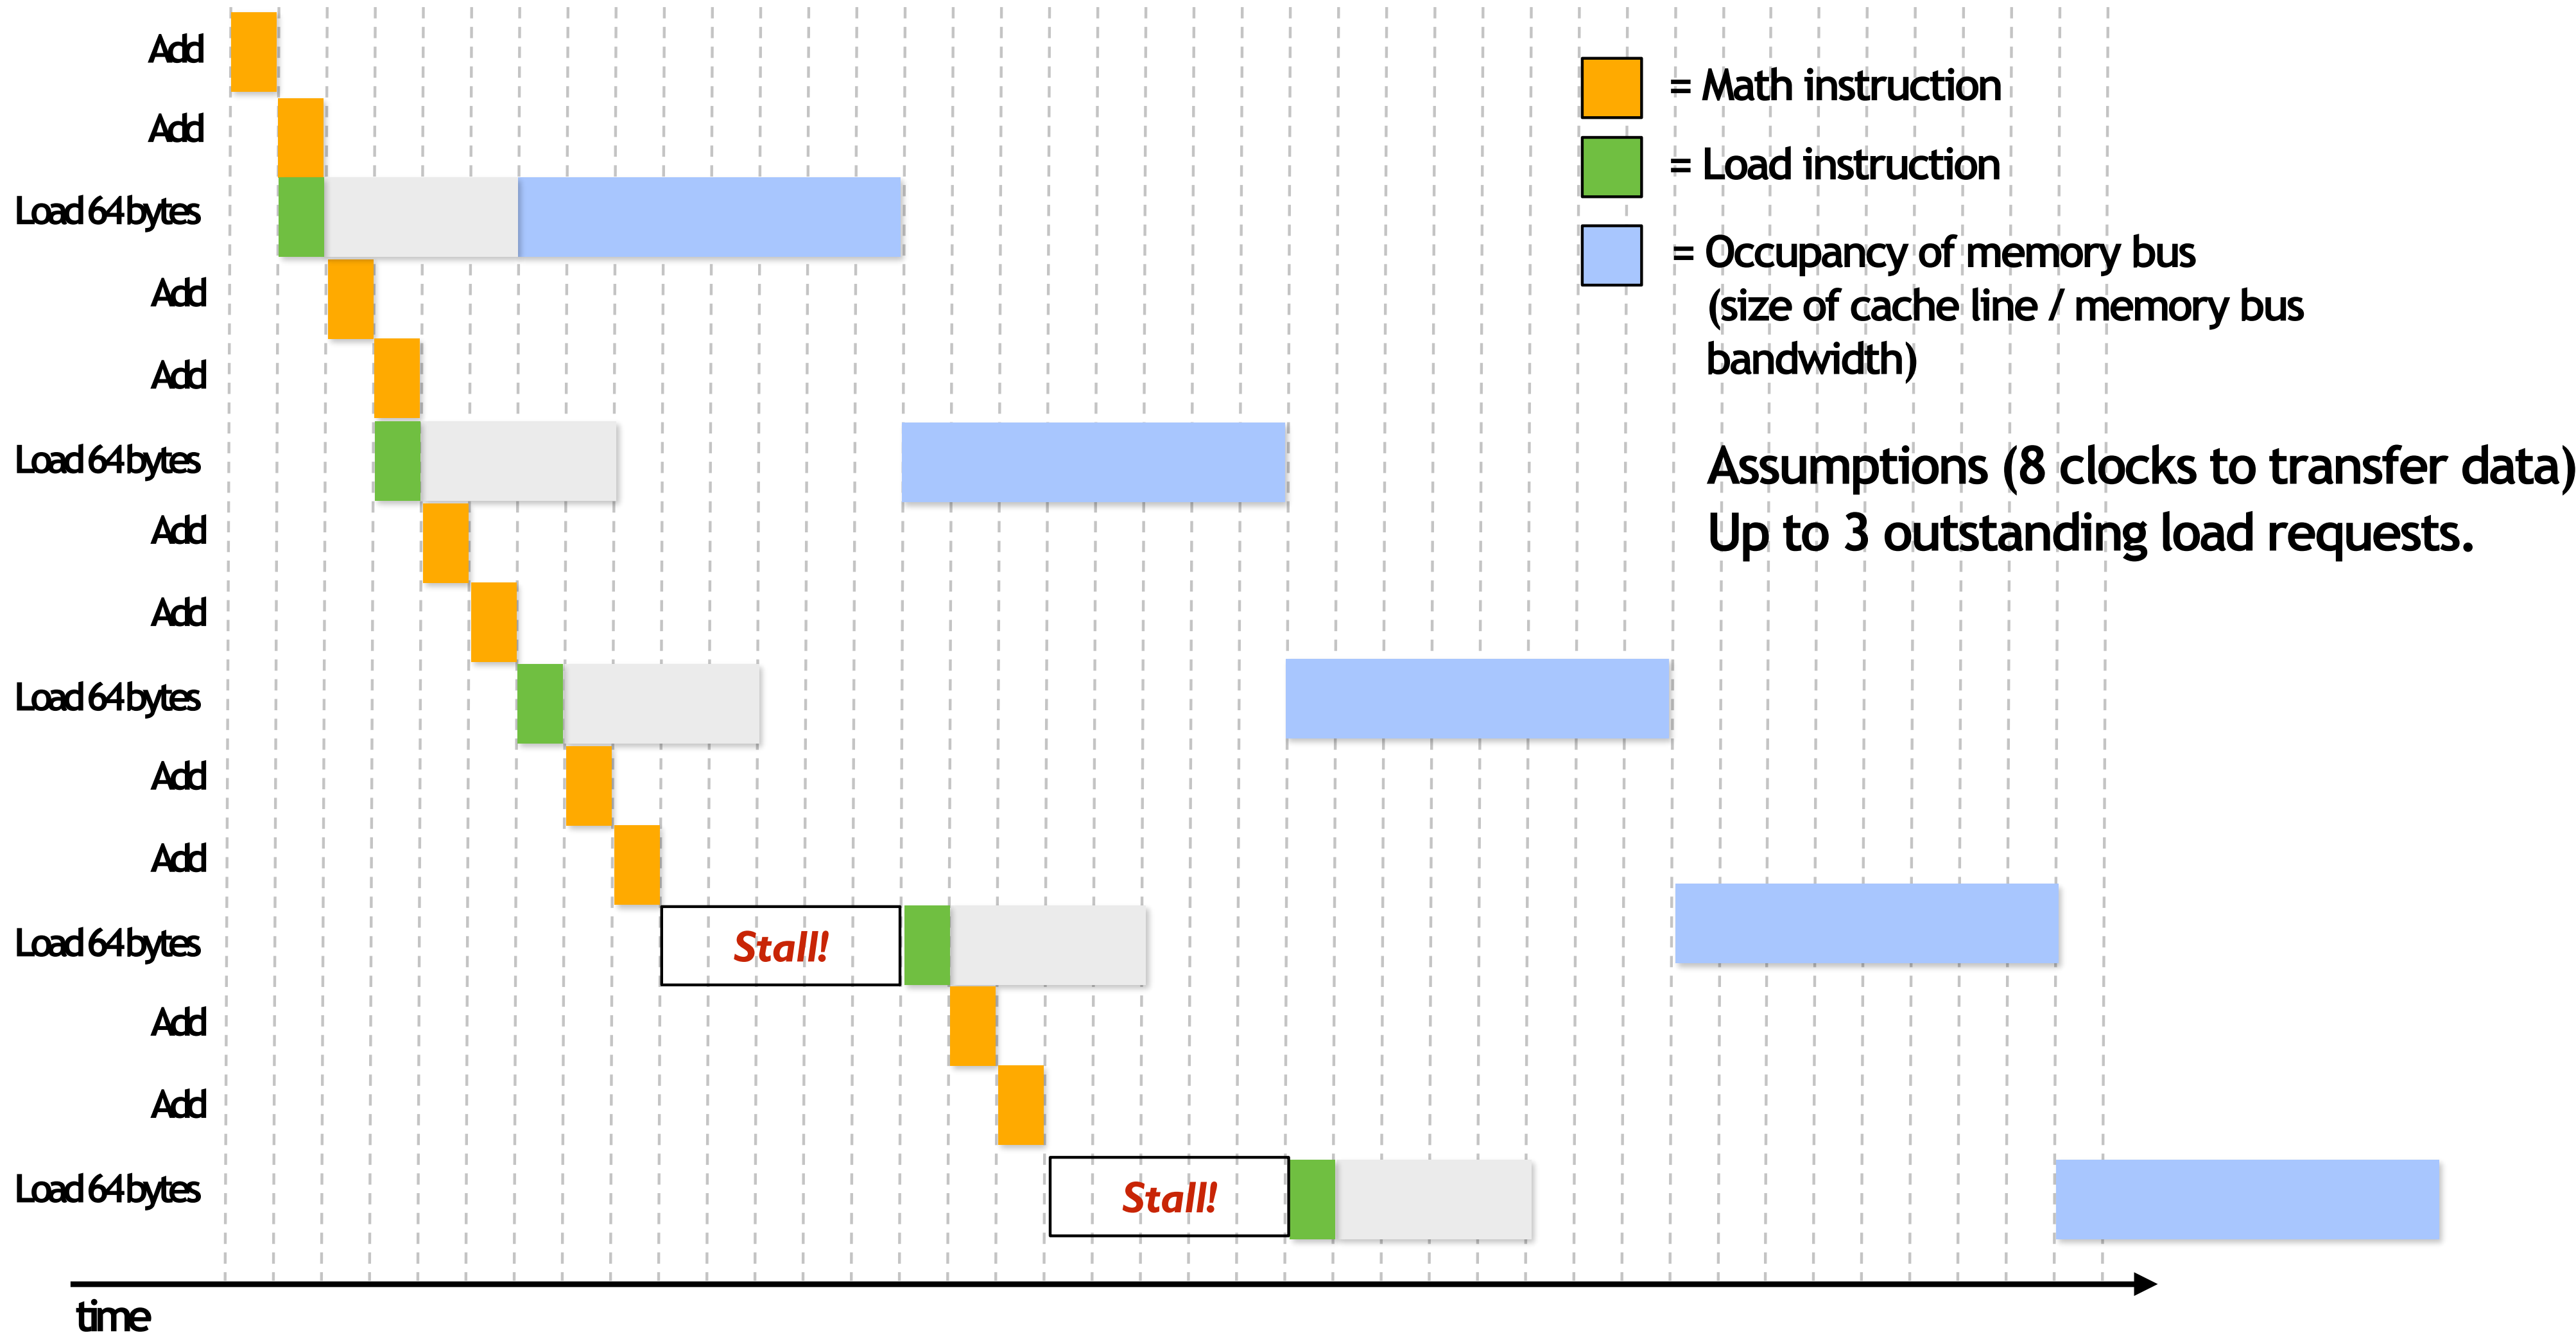 Add
= Math instruction
Add
= Load instruction
Load 64 bytes
= Occupancy of memory bus
(size of cache line / memory bus
bandwidth)
Add
Add
Load 64 bytes
Assumptions (8 clocks to transfer data)
Up to 3 outstanding load requests.
Add
Add
Load 64 bytes
Add
Add
Load 64 bytes
Stall!
Add
Add
Load 64 bytes
Stall!
time